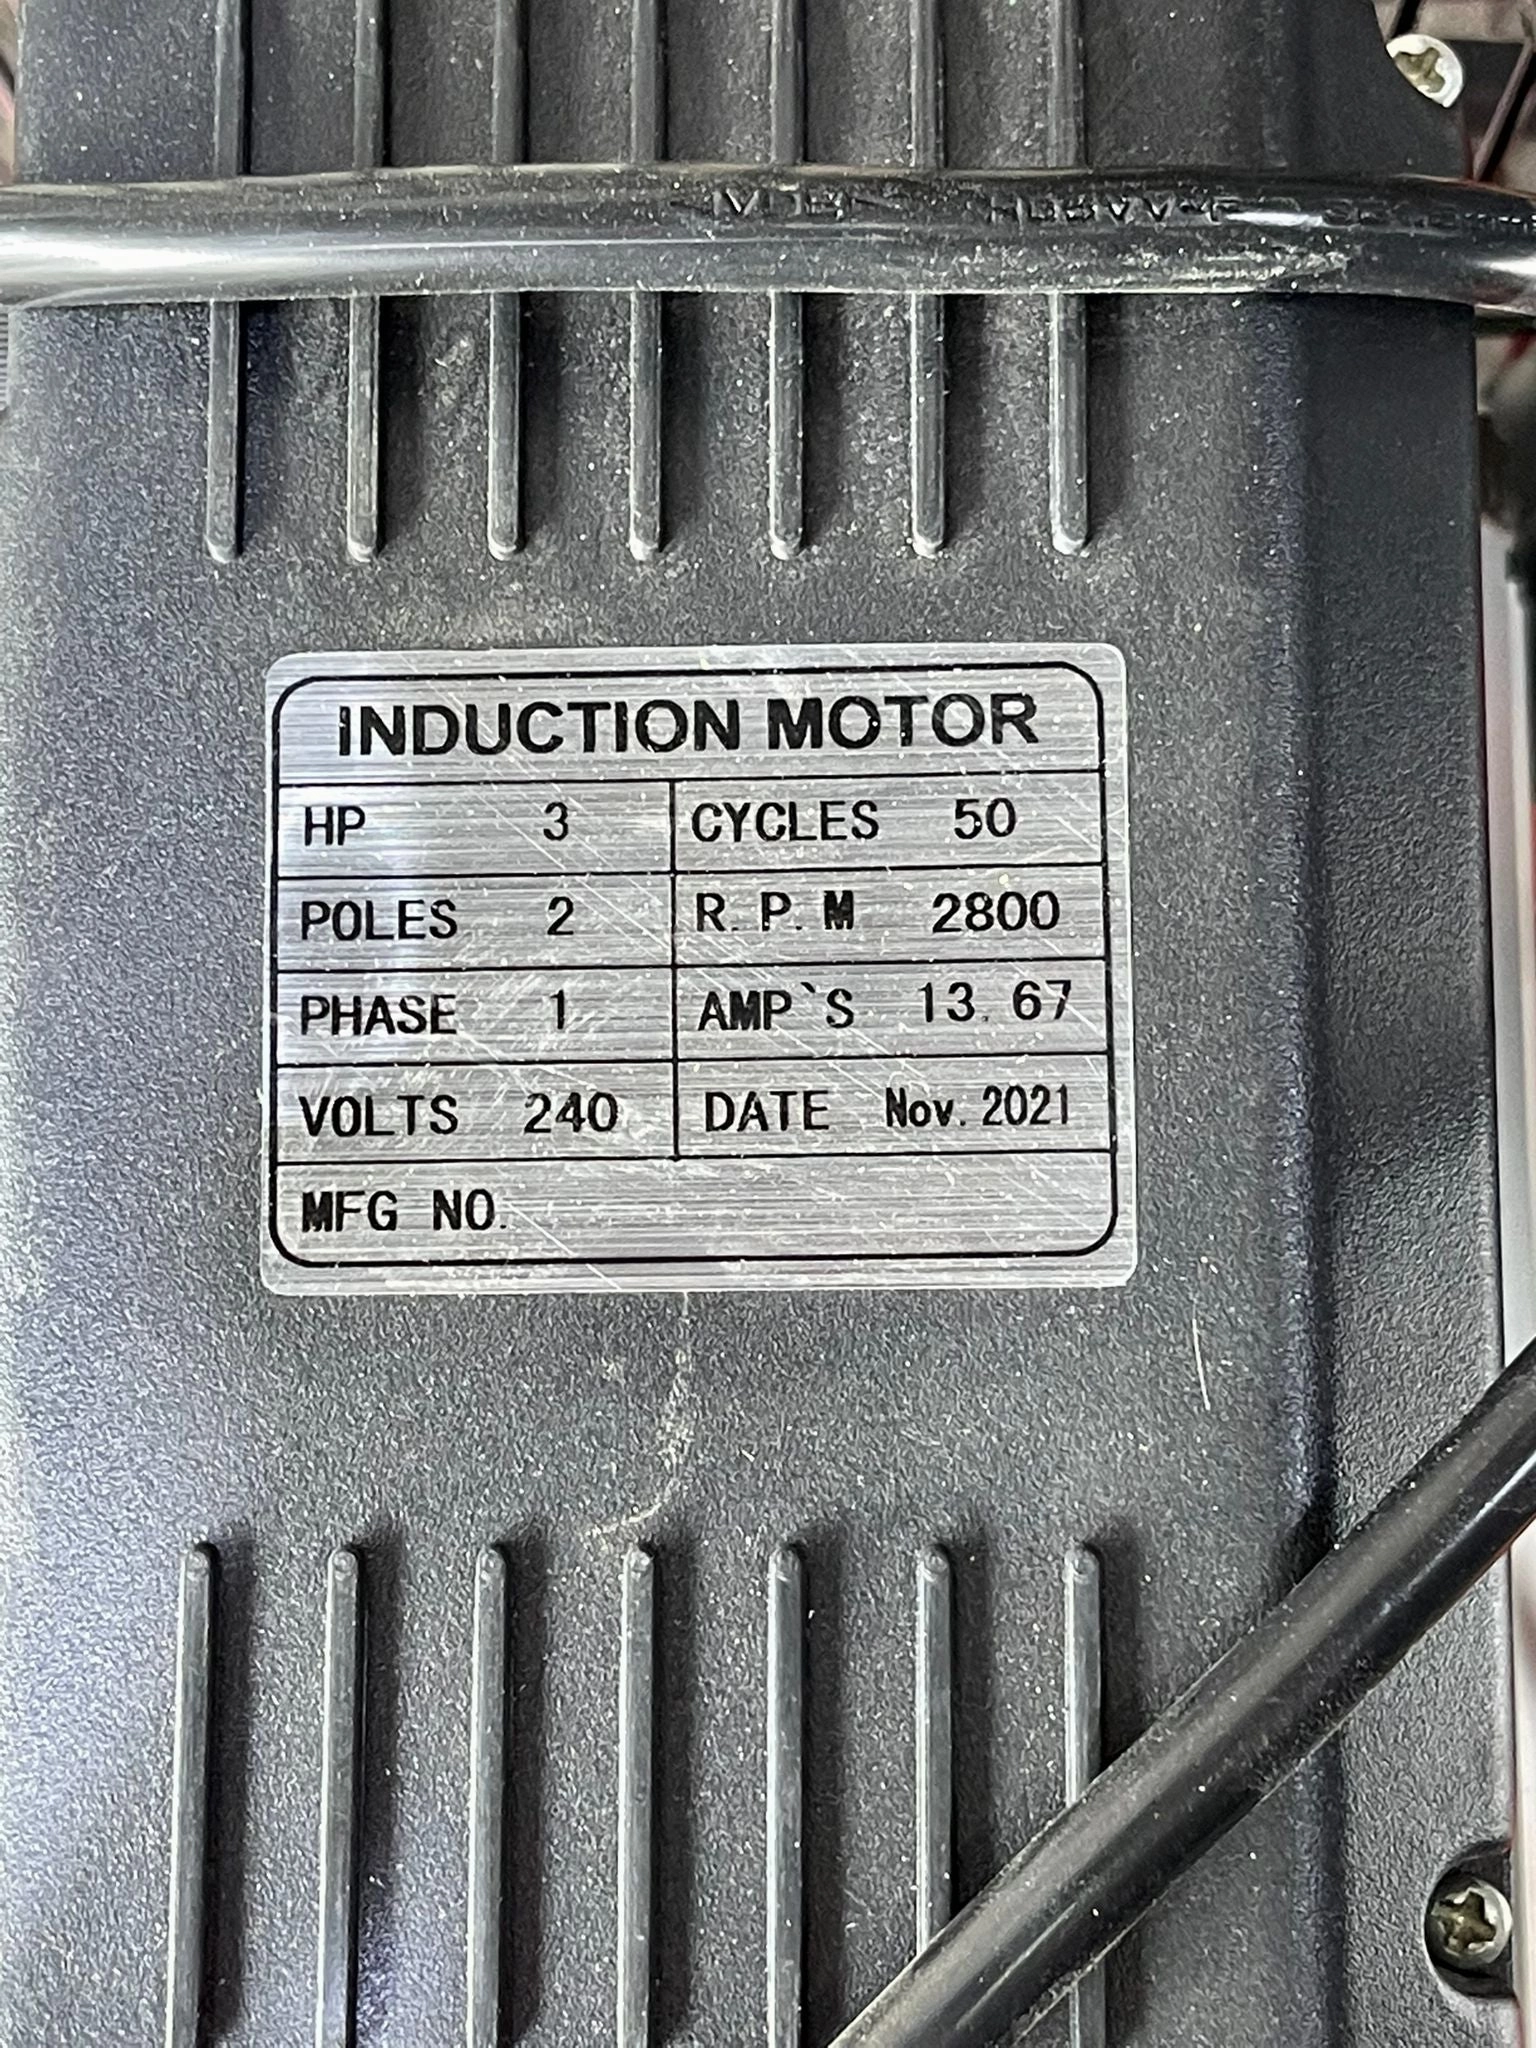 INDUCTION MOTOR
HP 3 CYCLES 50
POLES 2 R.P.M 2800
PHASE 1 AMP`S 13.67
VOLTS 240 DATE Nov.2021
MFG NO.